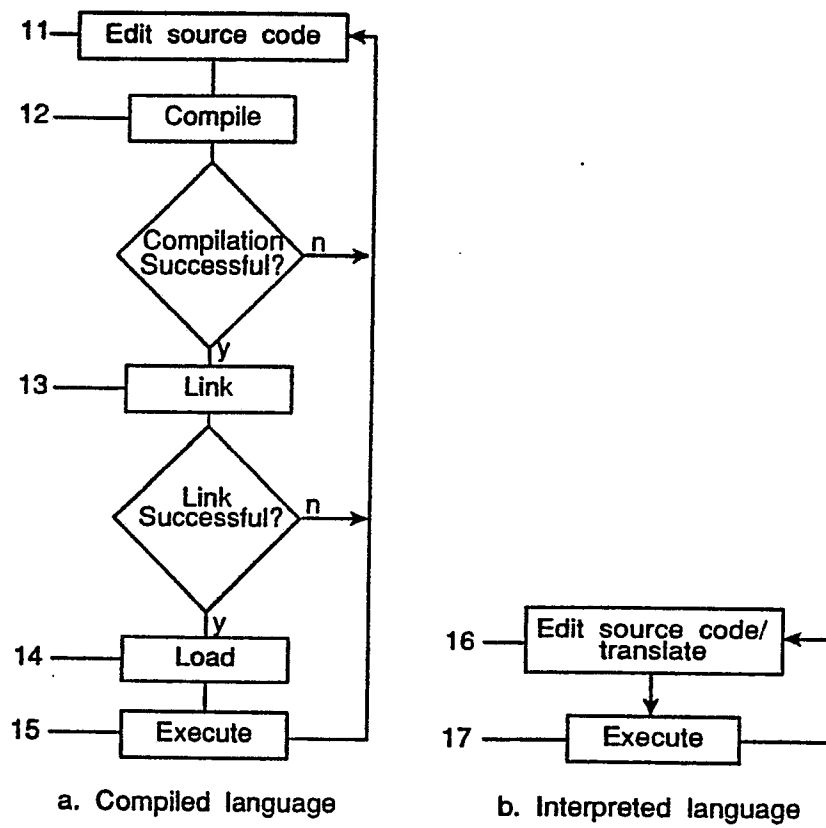 11
Edit source code
12
Compile
Compilation
Successful?
n
y
13
Link
Link
Successful?
n
y
14
Load
15
Execute
a. Compiled language
16
Edit source code/
translate
17
Execute
b. Interpreted language